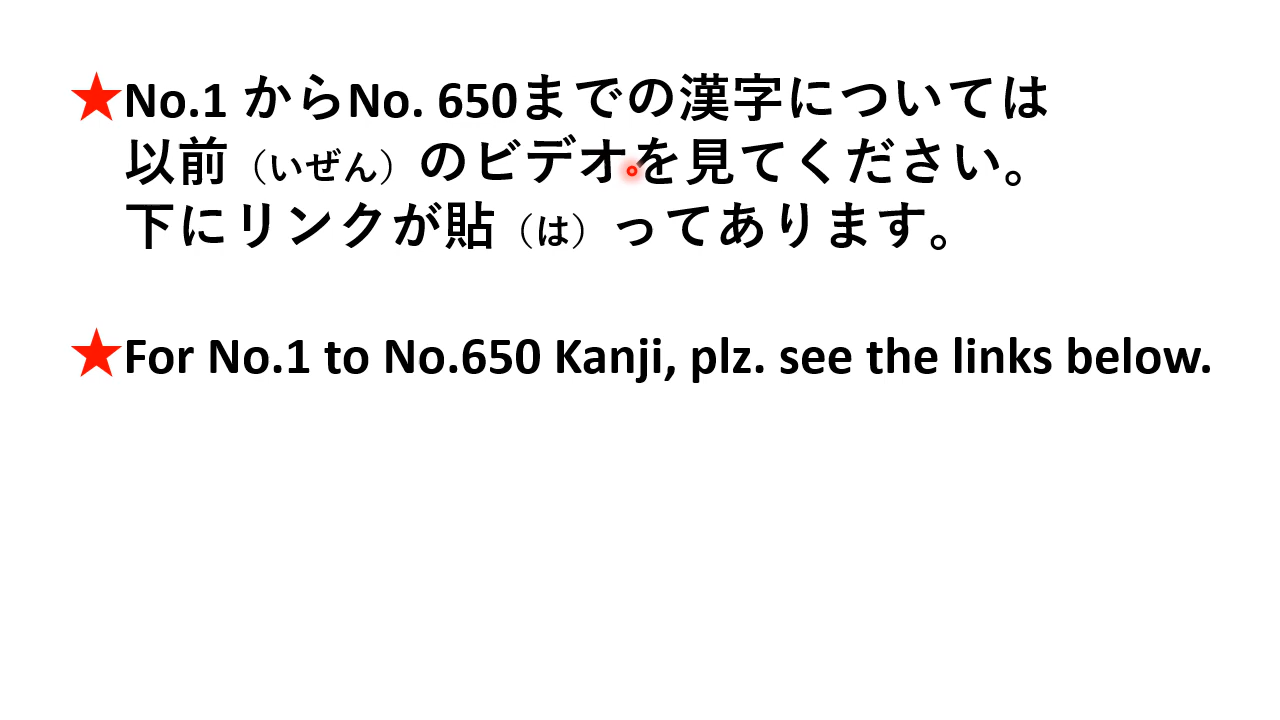 ★No.1 からNo. 650までの漢字については
以前（いぜん）のビデオを見てください。
下にリンクが貼（は）ってあります。
★For No.1 to No.650 Kanji, plz. see the links below.